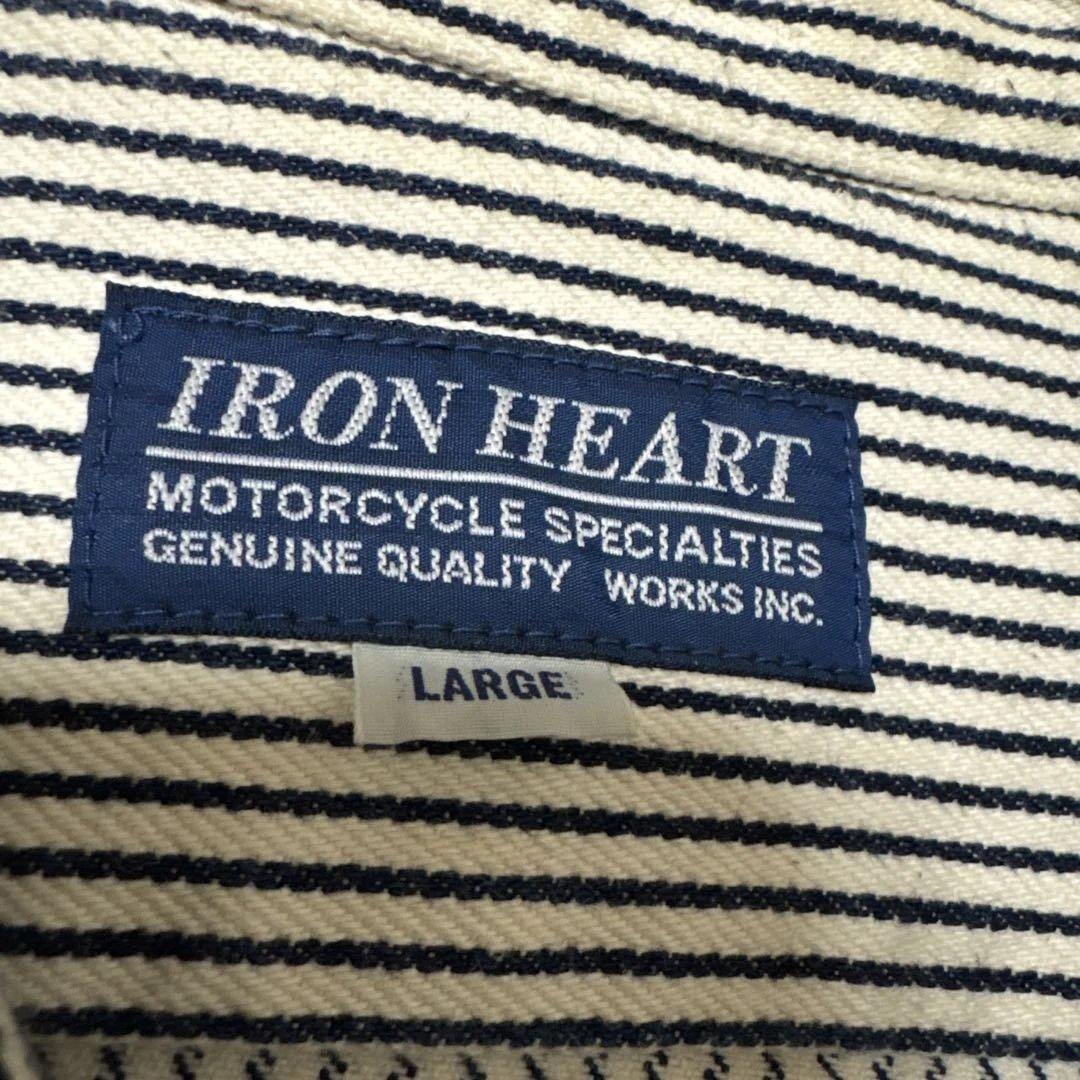 IRON HEART
MOTORCYCLE SPECIALTIES
GENUINE QUALITY WORKS INC.
LARGE